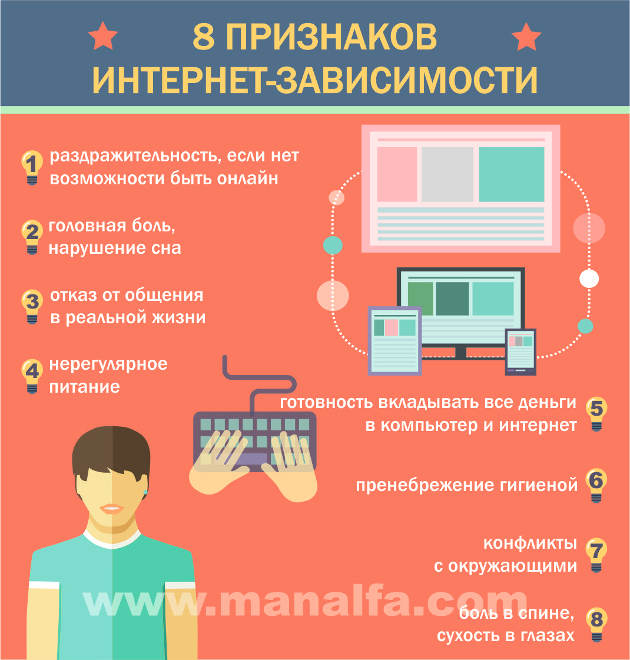 8 ПРИЗНАКОВ
ИНТЕРНЕТ-ЗАВИСИМОСТИ
1 раздражительность, если нет
возможности быть онлайн
2 головная боль,
нарушение сна
3 отказ от общения
в реальной жизни
4 нерегулярное
питание
готовность вкладывать все деньги 5
в компьютер и интернет
пренебрежение гигиеной 6
конфликты 7
с окружающими
www.manalfa.com
боль в спине, 8
сухость в глазах